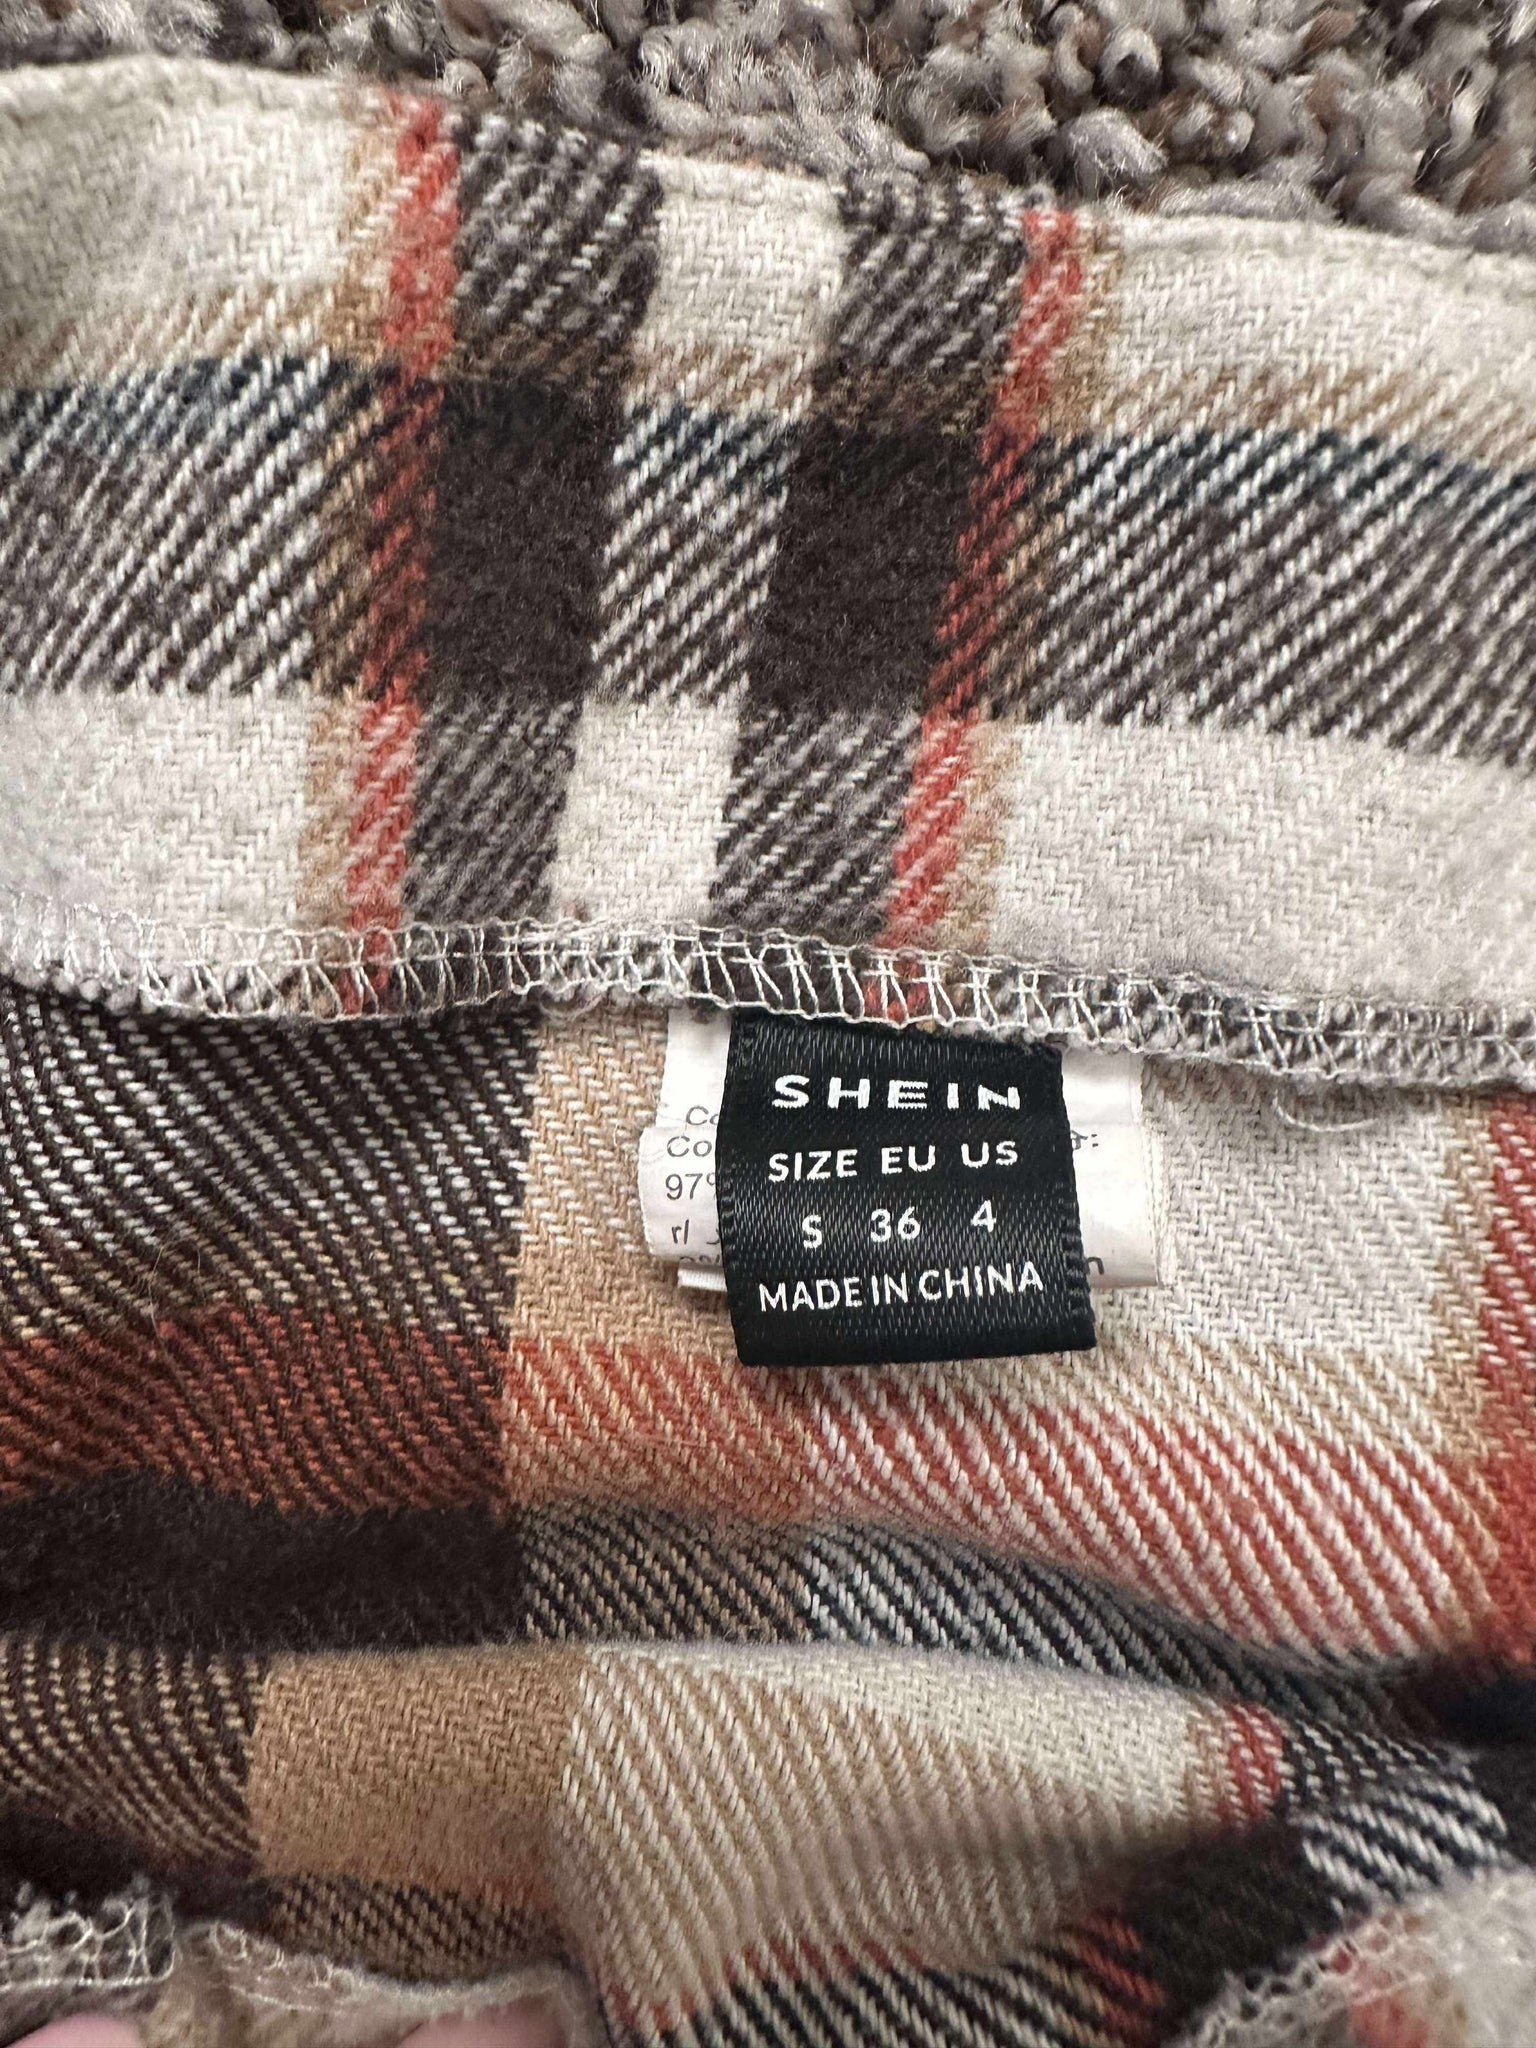 SHEIN
SIZE EU US
S 36 4
MADE IN CHINA